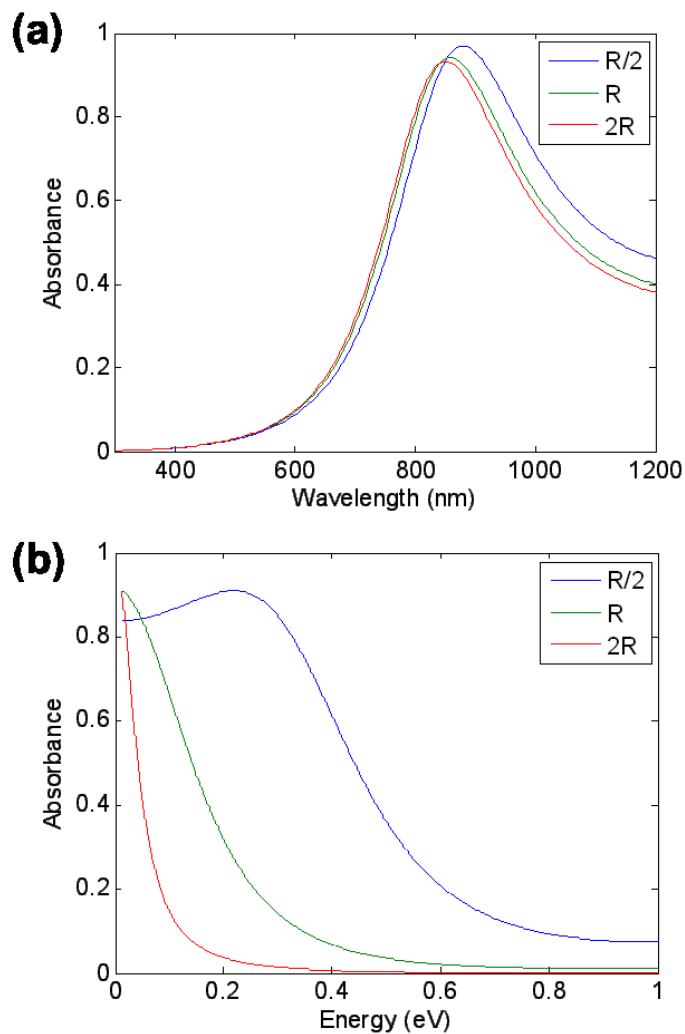 (a)
1
0.8
0.6
0.4
0.2
0
Absorbance
400 600 800 1000 1200
Wavelength (nm)
R/2
R
2R
(b)
1
0.8
0.6
0.4
0.2
0
Absorbance
0 0.2 0.4 0.6 0.8 1
Energy (eV)
R/2
R
2R